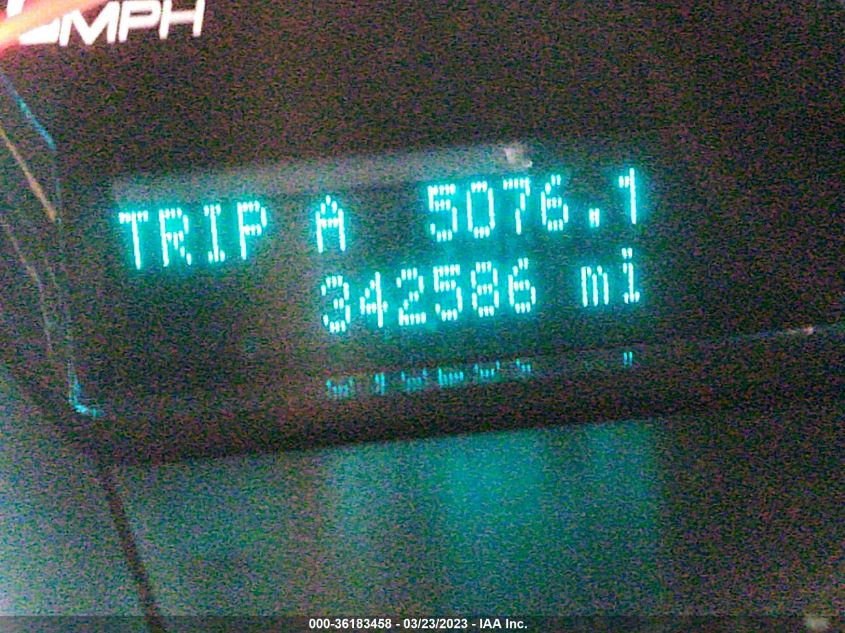 MPH
TRIP A 5076.1
342586 mi
000-36183458 - 03/23/2023 - IAA Inc.